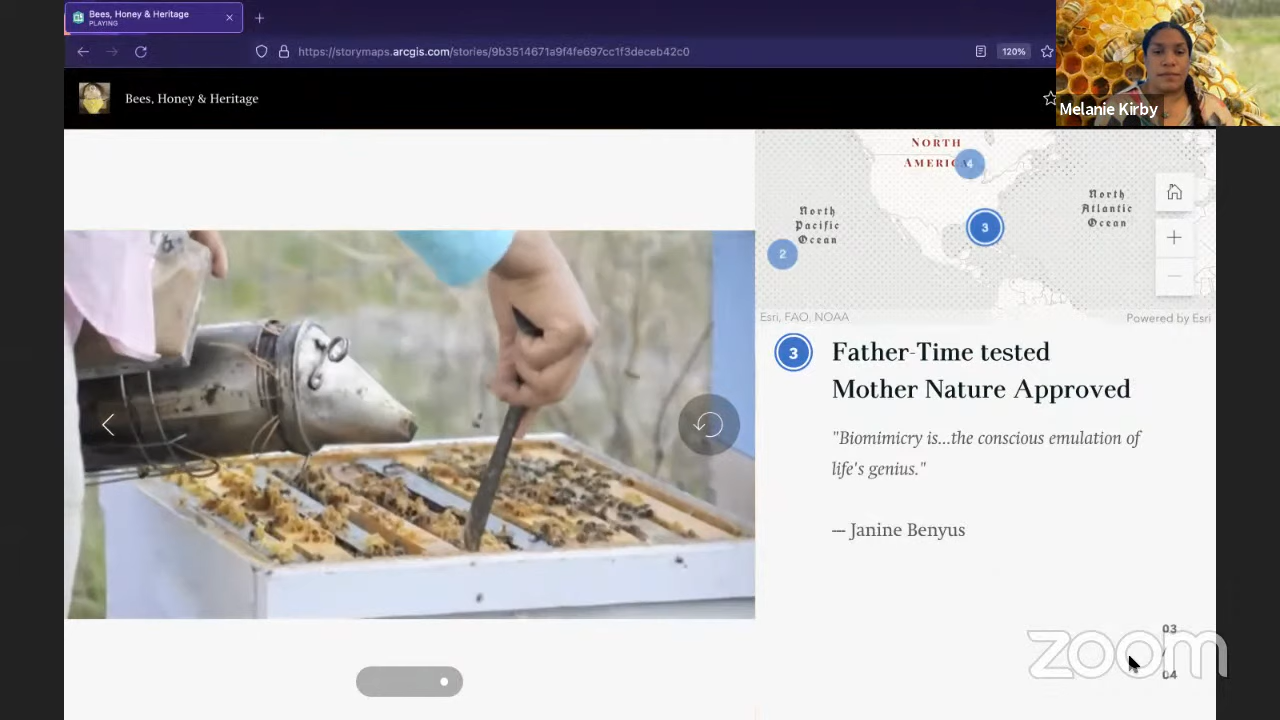 Bees, Honey & Heritage
PLAYING
https://storymaps.arcgis.com/stories/9b3514671a9f4fe697cc1f3deceb42c0
120%
Bees, Honey & Heritage
Melanie Kirby
North
America
4
North
Pacific
Ocean
North
Atlantic
Ocean
3
2
Esri, FAO, NOAA
Powered by Esri
3
Father-Time tested
Mother Nature Approved
"Biomimicry is...the conscious emulation of
life's genius."
— Janine Benyus
03
/
04
zoom